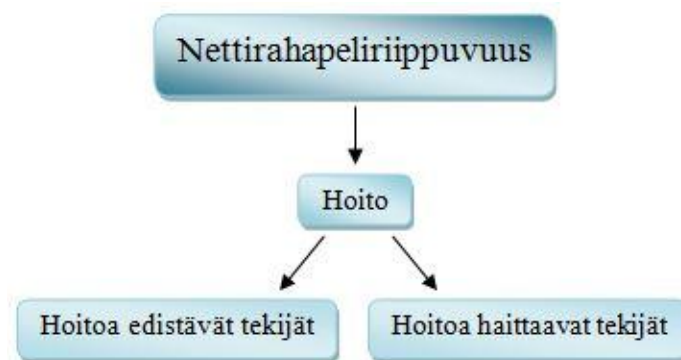 Nettirahapeliriippuvuus
Hoito
Hoitoa edistävät tekijät
Hoitoa haittaavat tekijät